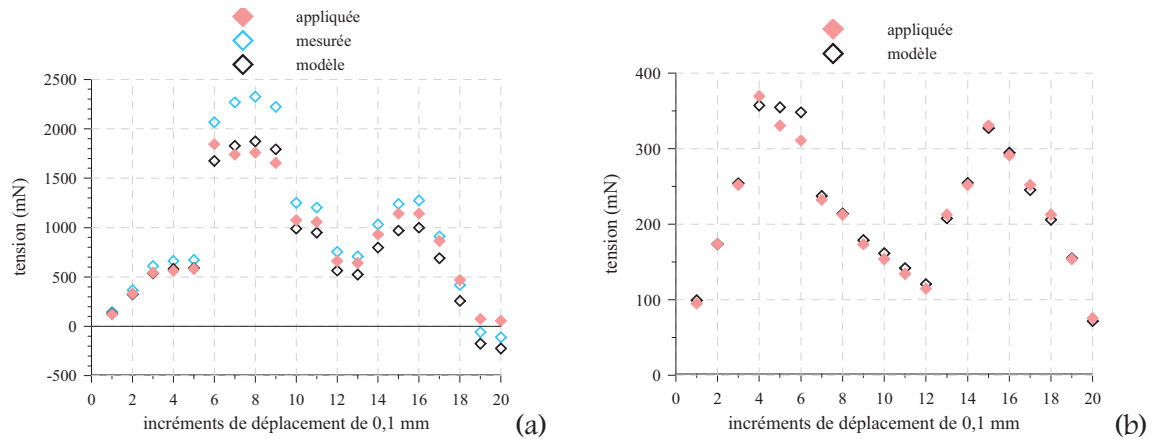 appliquée
mesurée
modèle
2500
2000
1500
1000
500
0
-500
tension (mN)
0 2 4 6 8 10 12 14 16 18 20
incréments de déplacement de 0,1 mm
(a)
appliquée
modèle
400
300
200
100
0
tension (mN)
0 2 4 6 8 10 12 14 16 18 20
incréments de déplacement de 0,1 mm
(b)